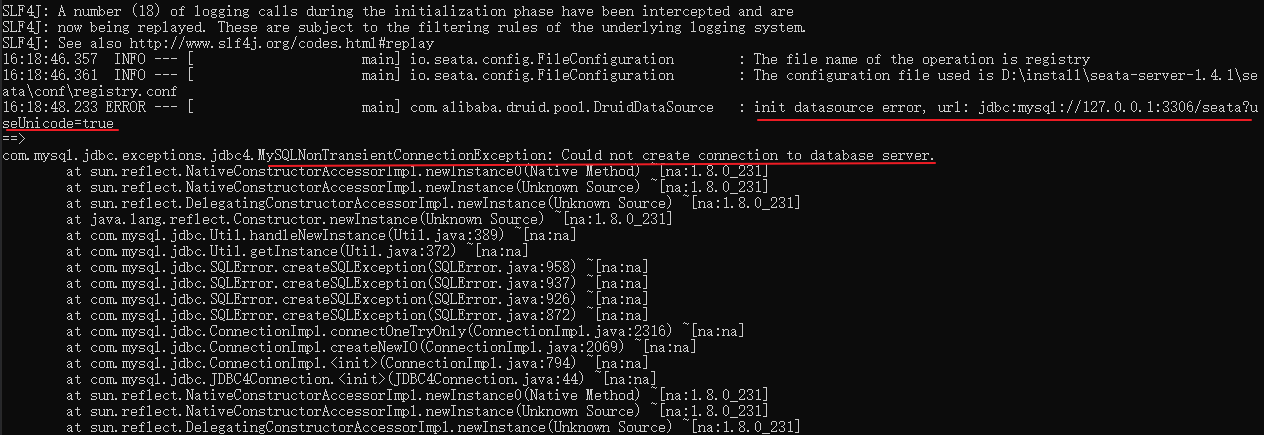 SLF4J: A number (18) of logging calls during the initialization phase have been intercepted and are
SLF4J: now being replayed. These are subject to the filtering rules of the underlying logging system.
SLF4J: See also http://www.slf4j.org/codes.html#replay
16:18:46.357  INFO --- [                     main] io.seata.config.FileConfiguration        : The file name of the operation is registry
16:18:46.361  INFO --- [                     main] io.seata.config.FileConfiguration        : The configuration file used is D:\install\seata-server-1.4.1\se
ata\conf\registry.conf
16:18:48.233 ERROR --- [                     main] com.alibaba.druid.pool.DruidDataSource   : init datasource error, url: jdbc:mysql://127.0.0.1:3306/seata?u
seUnicode=true
==>
com.mysql.jdbc.exceptions.jdbc4.MySQLNonTransientConnectionException: Could not create connection to database server.
        at sun.reflect.NativeConstructorAccessorImpl.newInstance0(Native Method) ~[na:1.8.0_231]
        at sun.reflect.NativeConstructorAccessorImpl.newInstance(Unknown Source) ~[na:1.8.0_231]
        at sun.reflect.DelegatingConstructorAccessorImpl.newInstance(Unknown Source) ~[na:1.8.0_231]
        at java.lang.reflect.Constructor.newInstance(Unknown Source) ~[na:1.8.0_231]
        at com.mysql.jdbc.Util.handleNewInstance(Util.java:389) ~[na:na]
        at com.mysql.jdbc.Util.getInstance(Util.java:372) ~[na:na]
        at com.mysql.jdbc.SQLError.createSQLException(SQLError.java:958) ~[na:na]
        at com.mysql.jdbc.SQLError.createSQLException(SQLError.java:937) ~[na:na]
        at com.mysql.jdbc.SQLError.createSQLException(SQLError.java:926) ~[na:na]
        at com.mysql.jdbc.SQLError.createSQLException(SQLError.java:872) ~[na:na]
        at com.mysql.jdbc.ConnectionImpl.connectOneTryOnly(ConnectionImpl.java:2316) ~[na:na]
        at com.mysql.jdbc.ConnectionImpl.createNewIO(ConnectionImpl.java:2069) ~[na:na]
        at com.mysql.jdbc.ConnectionImpl.<init>(ConnectionImpl.java:794) ~[na:na]
        at com.mysql.jdbc.JDBC4Connection.<init>(JDBC4Connection.java:44) ~[na:na]
        at sun.reflect.NativeConstructorAccessorImpl.newInstance0(Native Method) ~[na:1.8.0_231]
        at sun.reflect.NativeConstructorAccessorImpl.newInstance(Unknown Source) ~[na:1.8.0_231]
        at sun.reflect.DelegatingConstructorAccessorImpl.newInstance(Unknown Source) ~[na:1.8.0_231]